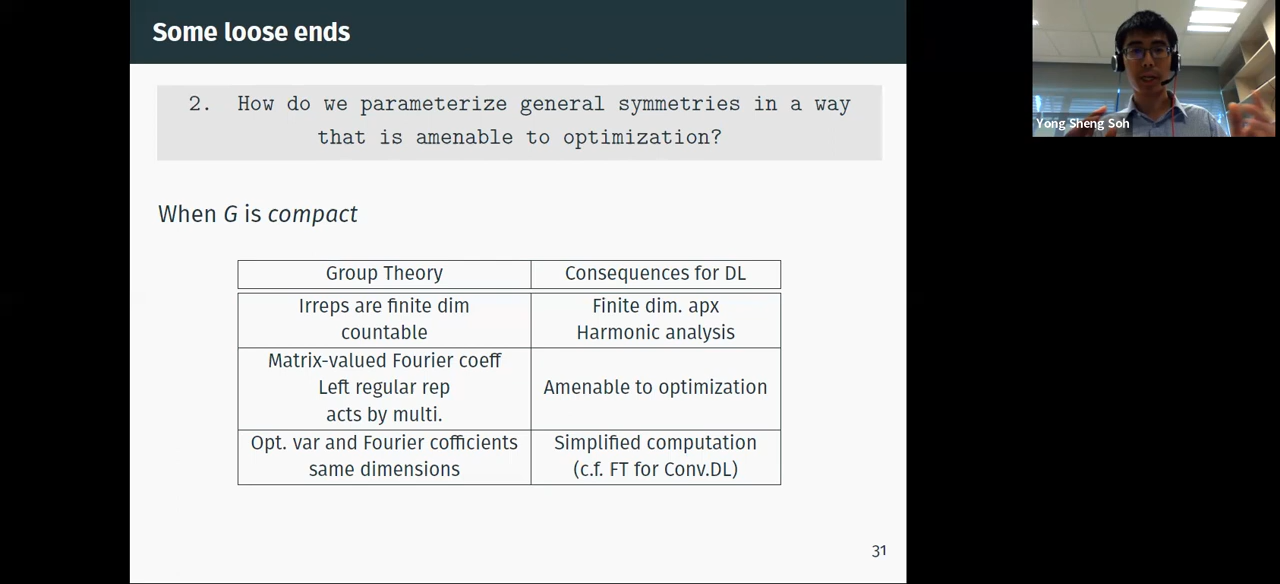 Some loose ends
2. How do we parameterize general symmetries in a way
that is amenable to optimization?
When G is compact
Group Theory
Consequences for DL
Irreps are finite dim
countable
Finite dim. apx
Harmonic analysis
Matrix-valued Fourier coeff
Left regular rep
acts by multi.
Amenable to optimization
Opt. var and Fourier cofficients
same dimensions
Simplified computation
(c.f. FT for Conv.DL)
31
Yong Sheng Soh